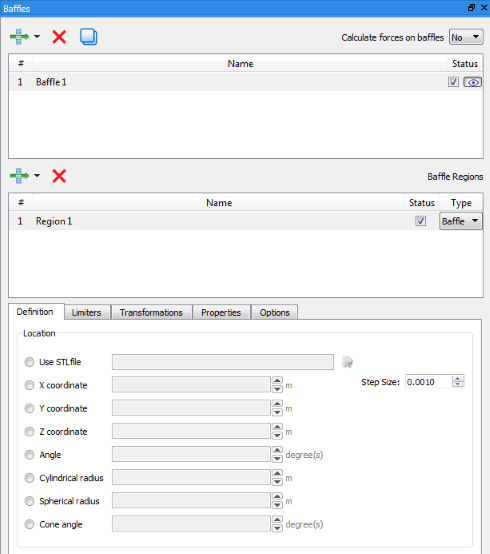 Baffles
Calculate forces on baffles No
# Name Status
1 Baffle 1
Baffle Regions
# Name Status Type
1 Region 1 Baffle
Definition Limiters Transformations Properties Options
Location
Use STLfile
X coordinate m Step Size: 0.0010
Y coordinate m
Z coordinate m
Angle degree(s)
Cylindrical radius m
Spherical radius m
Cone angle degree(s)